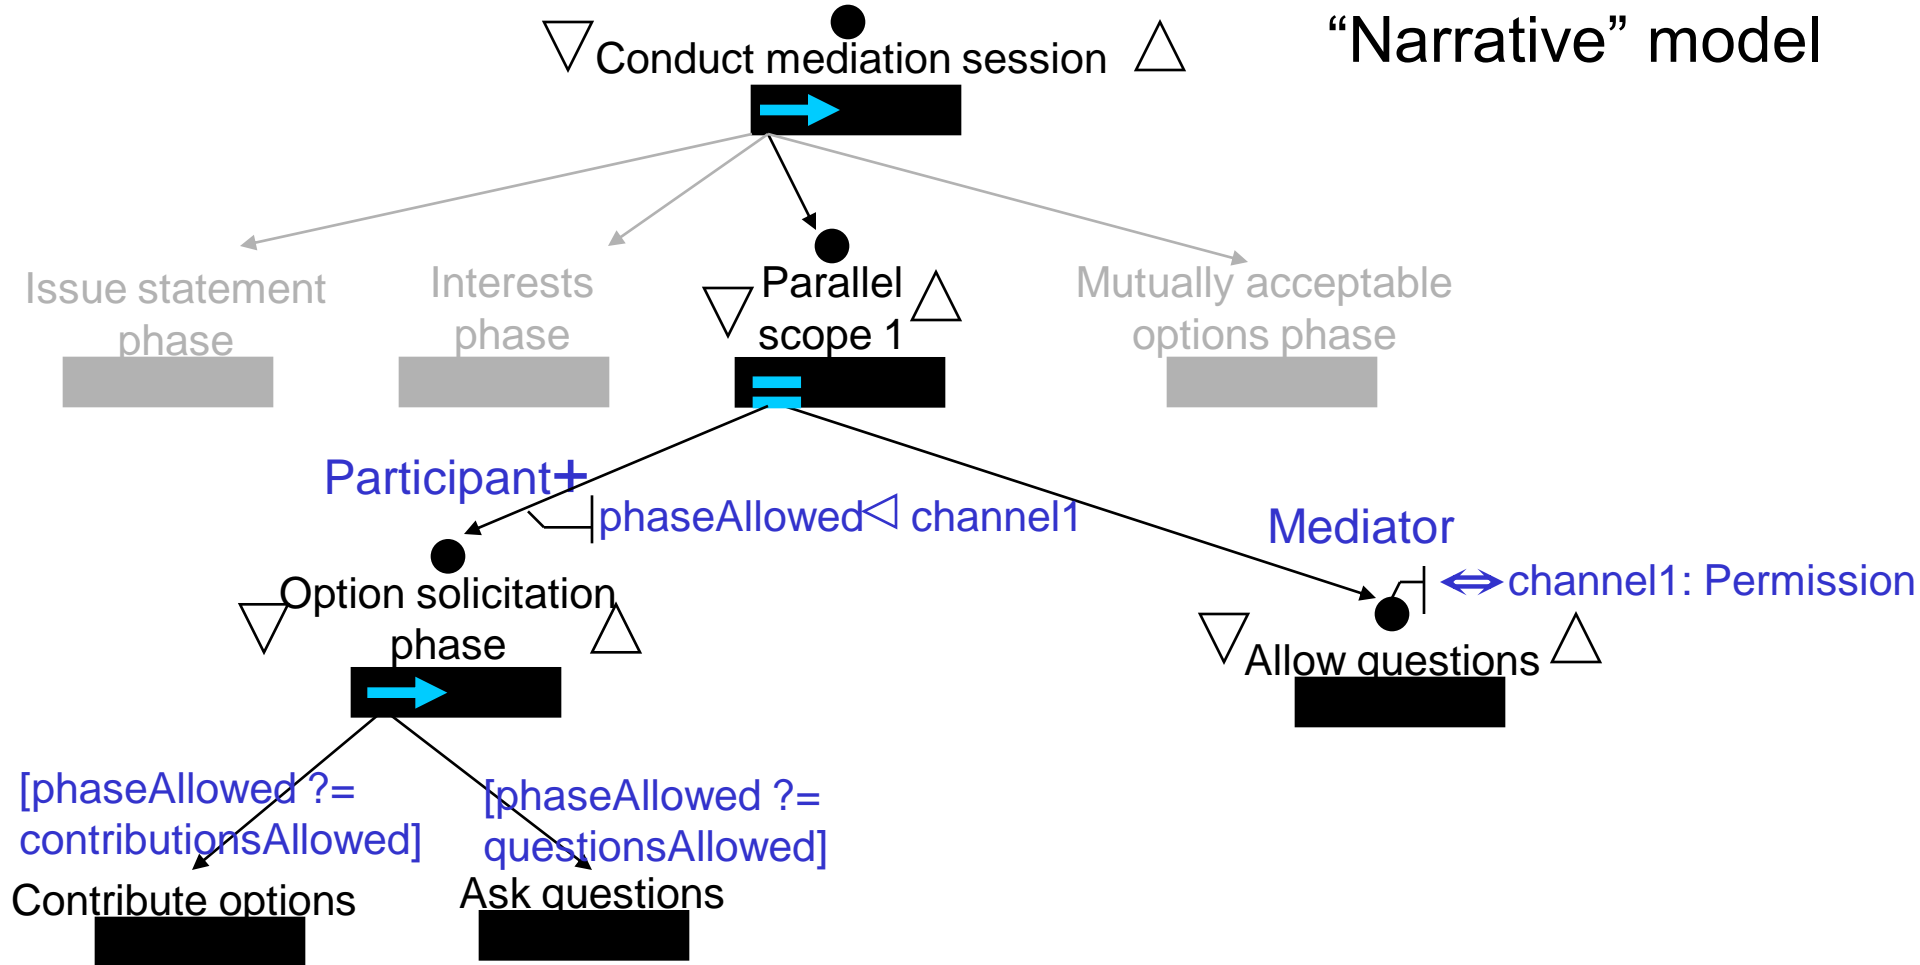 “Narrative” model
Conduct mediation session
Issue statement
phase
Interests
phase
Parallel
scope 1
Mutually acceptable
options phase
Participant+
phaseAllowed channel1
Mediator
channel1: Permission
Option solicitation
phase
Allow questions
[phaseAllowed ?=
contributionsAllowed]
[phaseAllowed ?=
questionsAllowed]
Contribute options
Ask questions